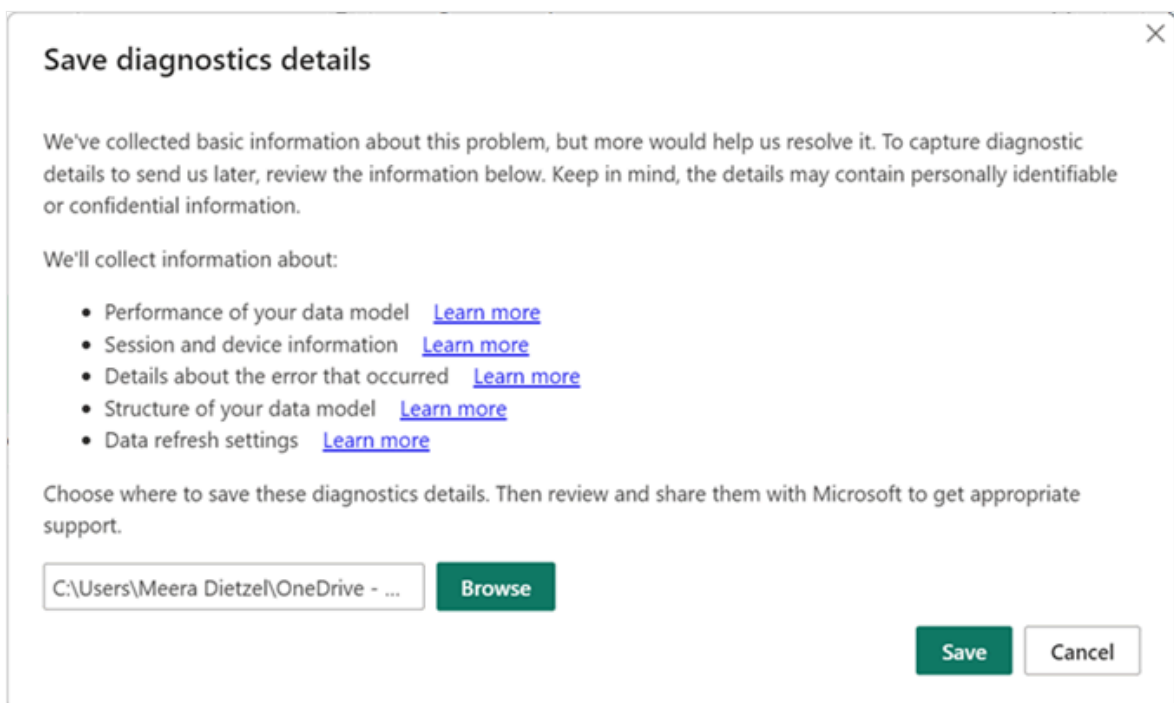 Save diagnostics details
We've collected basic information about this problem, but more would help us resolve it. To capture diagnostic
details to send us later, review the information below. Keep in mind, the details may contain personally identifiable
or confidential information.
We'll collect information about:
• Performance of your data model Learn more
• Session and device information Learn more
• Details about the error that occurred Learn more
• Structure of your data model Learn more
• Data refresh settings Learn more
Choose where to save these diagnostics details. Then review and share them with Microsoft to get appropriate
support.
C:\Users\Meera Dietzel\OneDrive - ... Browse
Save Cancel